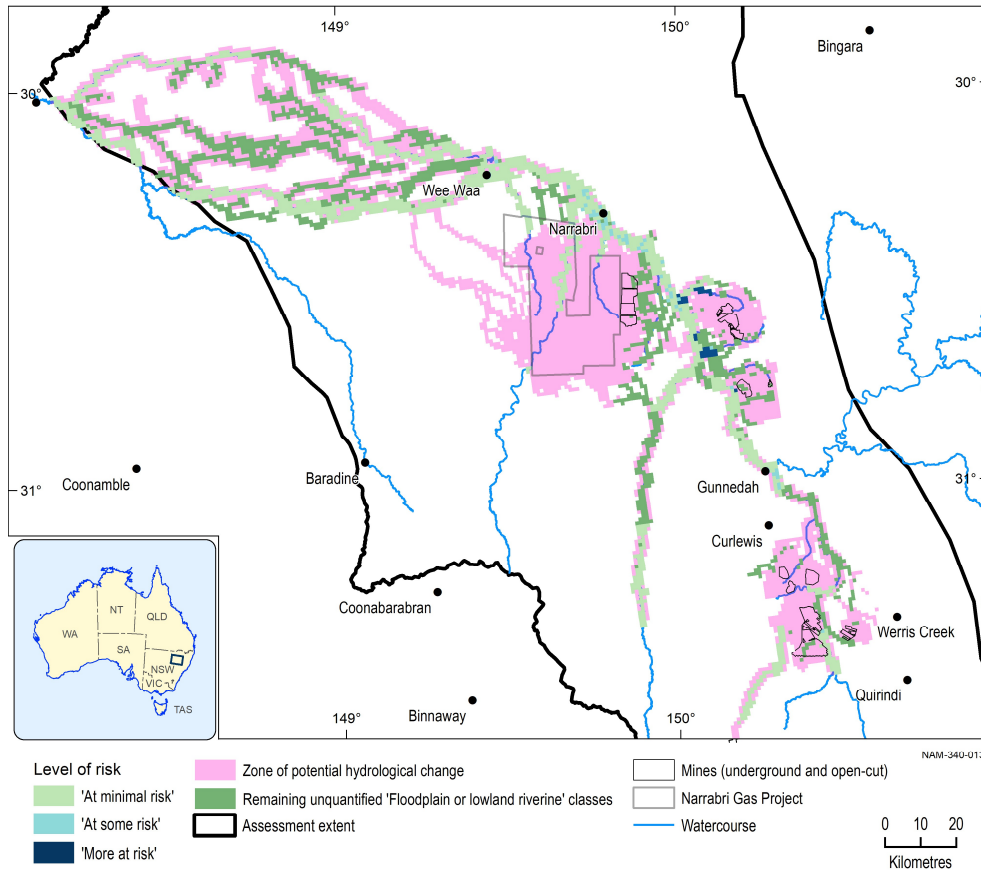 149°
150°
Bingara
30°
30°
Wee Waa
Narrabri
Coonamble
Baradine
31°
Gunnedah
31°
Curlewis
Coonabarabran
Werris Creek
Quirindi
Binnaway
149°
150°
NT
QLD
WA
SA
NSW
VIC
TAS
NAM-340-013
Level of risk
'At minimal risk'
'At some risk'
'More at risk'
Zone of potential hydrological change
Remaining unquantified 'Floodplain or lowland riverine' classes
Assessment extent
Mines (underground and open-cut)
Narrabri Gas Project
Watercourse
0 10 20
Kilometres